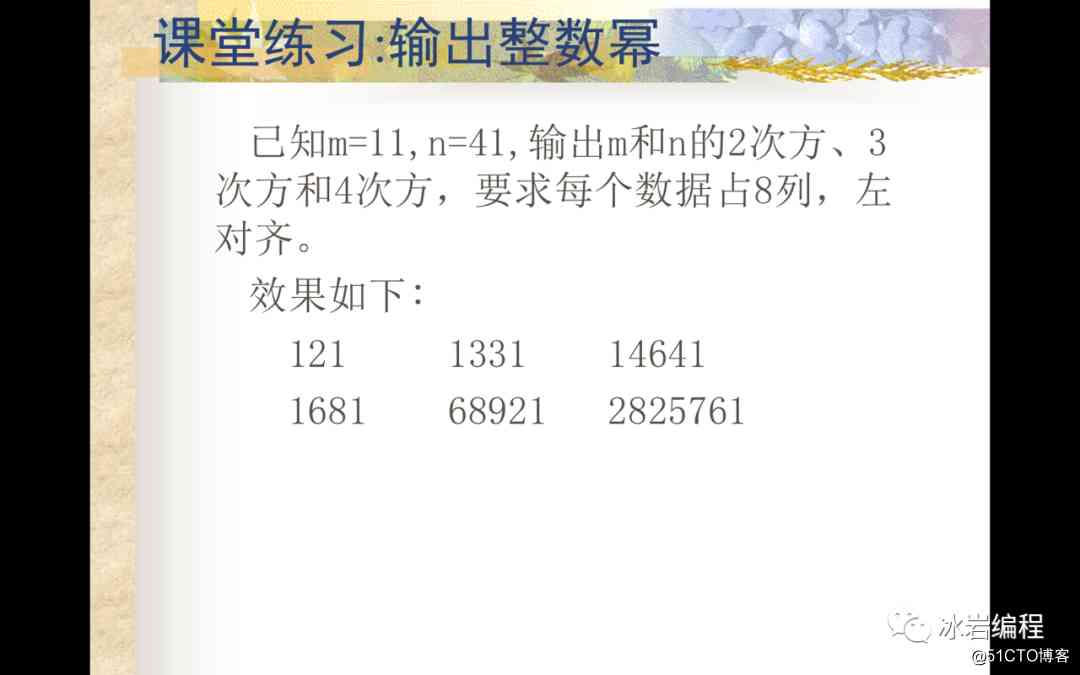 课堂练习:输出整数幂
已知m=11,n=41,输出m和n的2次方、3
次方和4次方，要求每个数据占8列，左
对齐。
效果如下：
121 1331 14641
1681 68921 2825761
冰岩编程
@51CTO博客